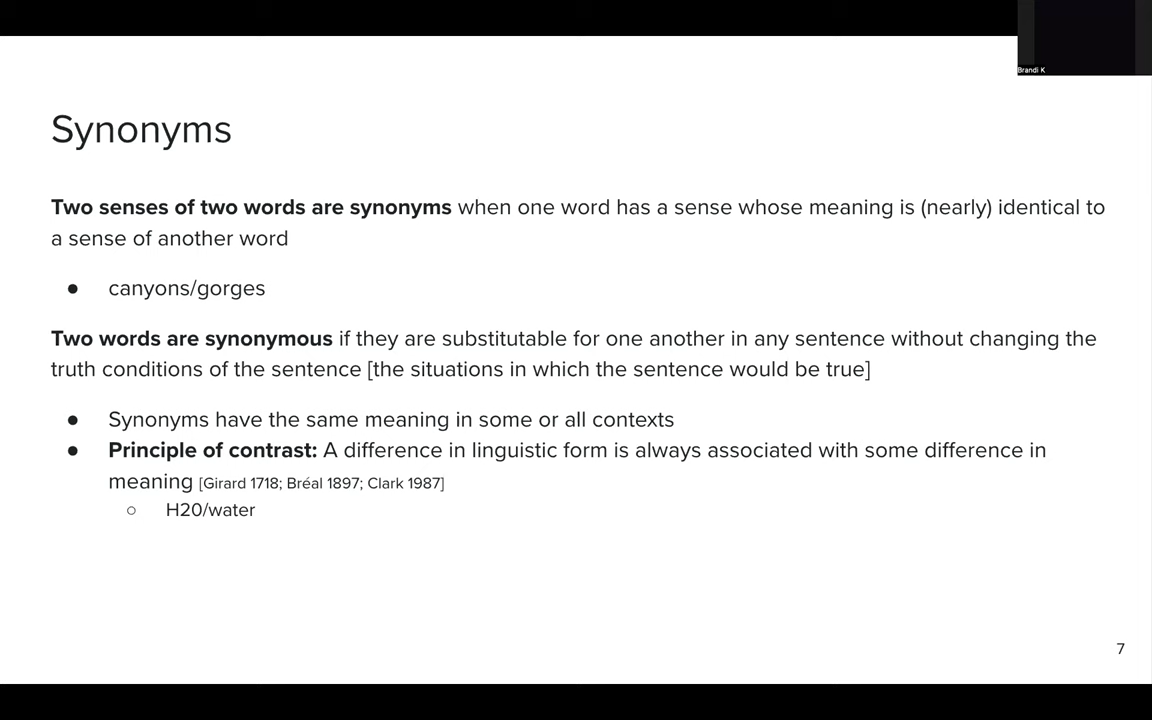 Brandi K
Synonyms
Two senses of two words are synonyms when one word has a sense whose meaning is (nearly) identical to
a sense of another word
● canyons/gorges
Two words are synonymous if they are substitutable for one another in any sentence without changing the
truth conditions of the sentence [the situations in which the sentence would be true]
● Synonyms have the same meaning in some or all contexts
● Principle of contrast: A difference in linguistic form is always associated with some difference in
meaning [Girard 1718; Bréal 1897; Clark 1987]
○ H20/water
7